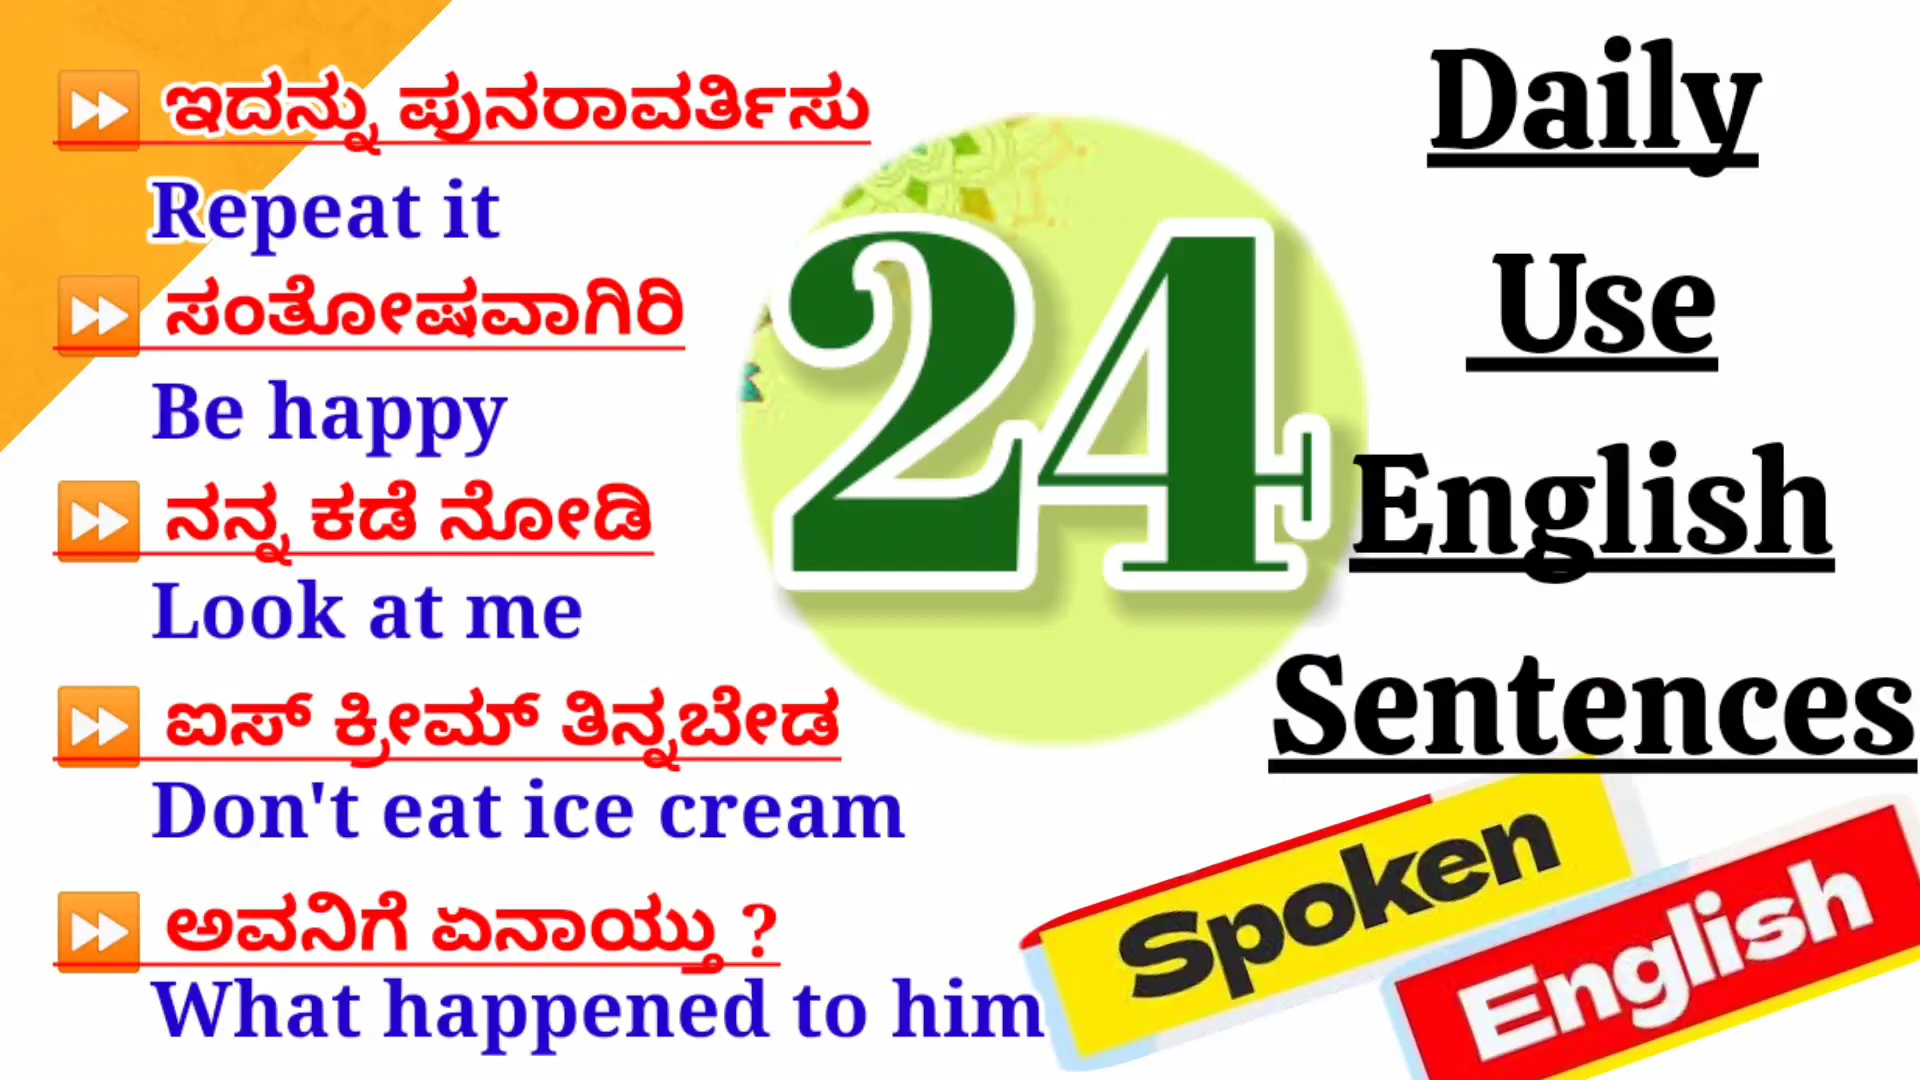 ⏩ ಇದನ್ನು ಪುನರಾವರ್ತಿಸು
Repeat it
⏩ ಸಂತೋಷವಾಗಿರಿ
Be happy
⏩ ನನ್ನ ಕಡೆ ನೋಡಿ
Look at me
⏩ ಐಸ್ ಕ್ರೀಮ್ ತಿನ್ನಬೇಡ
Don't eat ice cream
⏩ ಅವನಿಗೆ ಏನಾಯ್ತು ?
What happened to him
24
Daily
Use
English
Sentences
Spoken
English